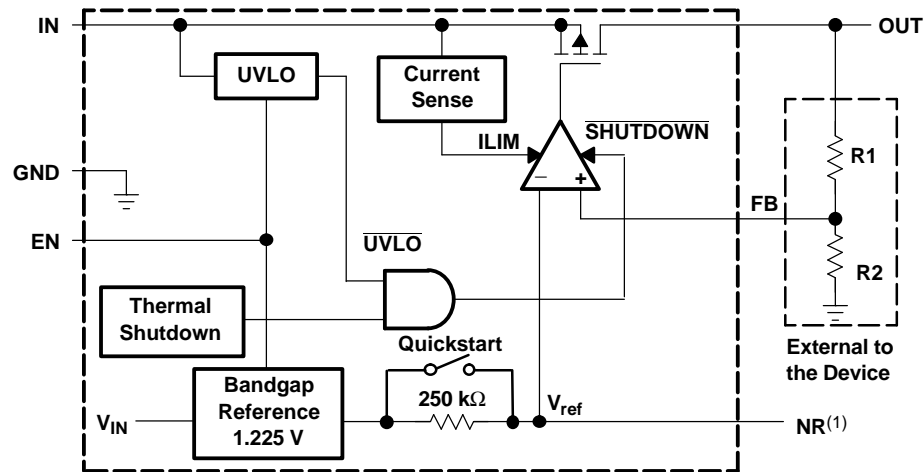 IN
OUT
UVLO
Current
Sense
SHUTDOWN
ILIM
R1
GND
– +
FB
EN
UVLO
R2
Thermal
Shutdown
Quickstart
External to
the Device
Bandgap
Reference
1.225 V
250 kΩ
Vref
VIN
NR(1)